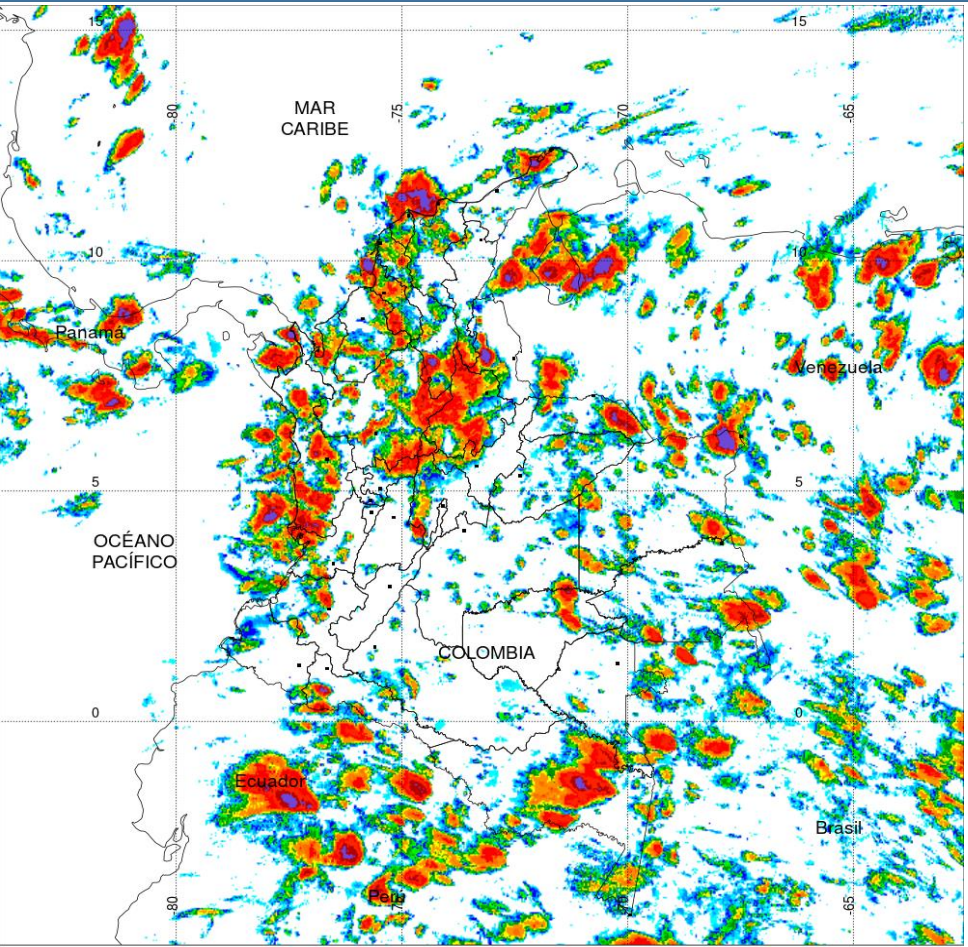 15
15
-80
MAR
CARIBE
-75
-70
-65
10
10
Panamá
Venezuela
5
5
OCÉANO
PACÍFICO
COLOMBIA
0
0
Ecuador
Brasil
Perú
-80
-75
-70
-65